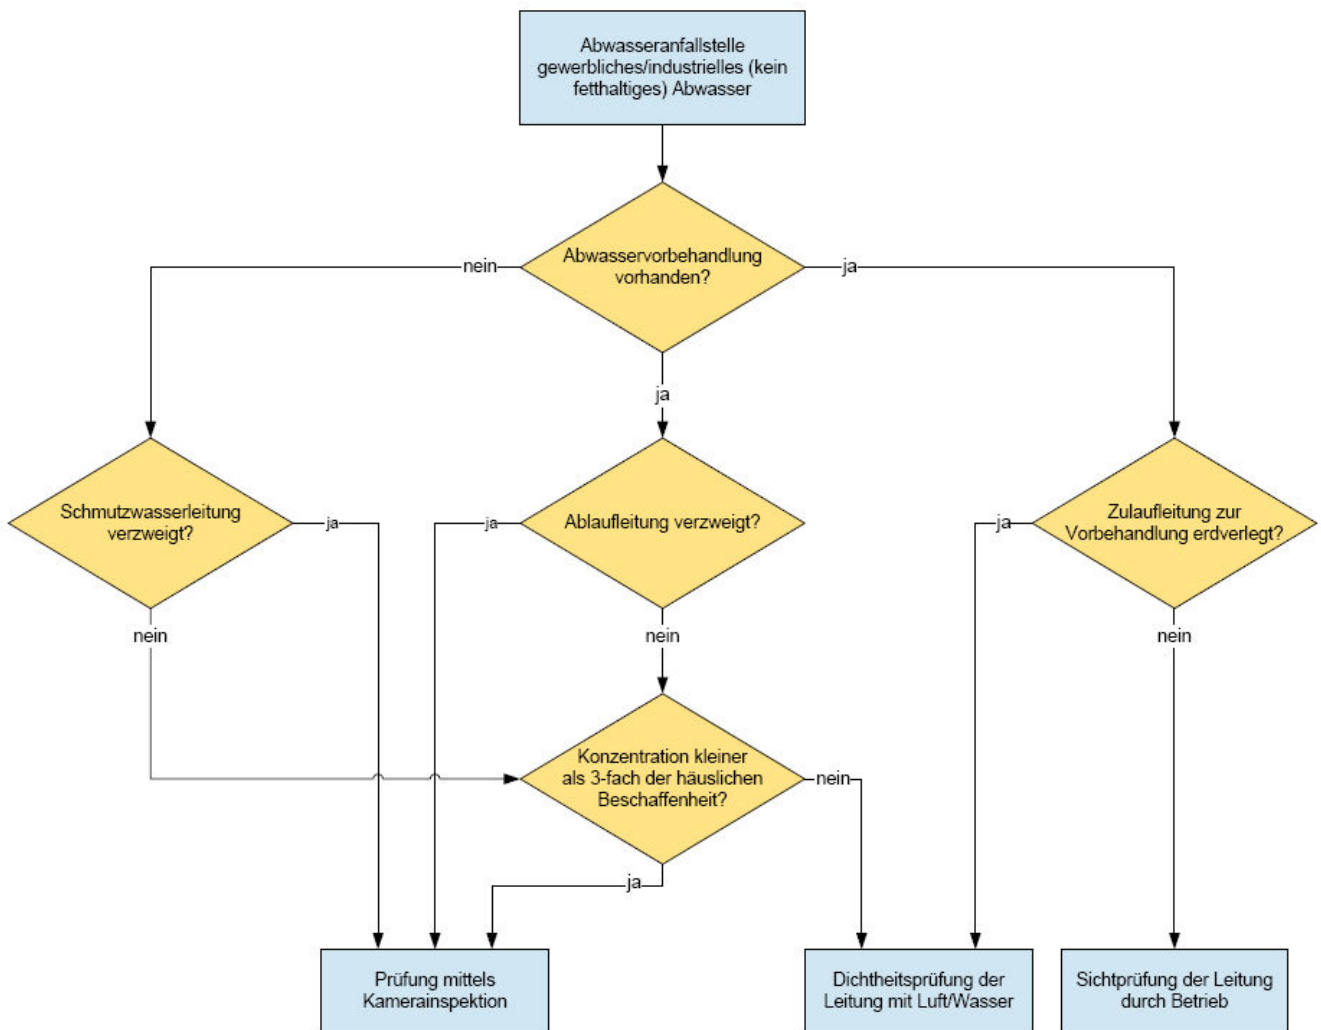 Abwasseranfallstelle
gewerbliches/industrielles (kein
fetthaltiges) Abwasser
Abwasservorbehandlung
vorhanden?
nein
ja
ja
Schmutzwasserleitung
verzweigt?
ja
ja
Ablaufleitung verzweigt?
ja
Zulaufleitung zur
Vorbehandlung erdverlegt?
nein
nein
nein
Konzentration kleiner
als 3-fach der häuslichen
Beschaffenheit?
nein
ja
Prüfung mittels
Kamerainspektion
Dichtheitsprüfung der
Leitung mit Luft/Wasser
Sichtprüfung der Leitung
durch Betrieb